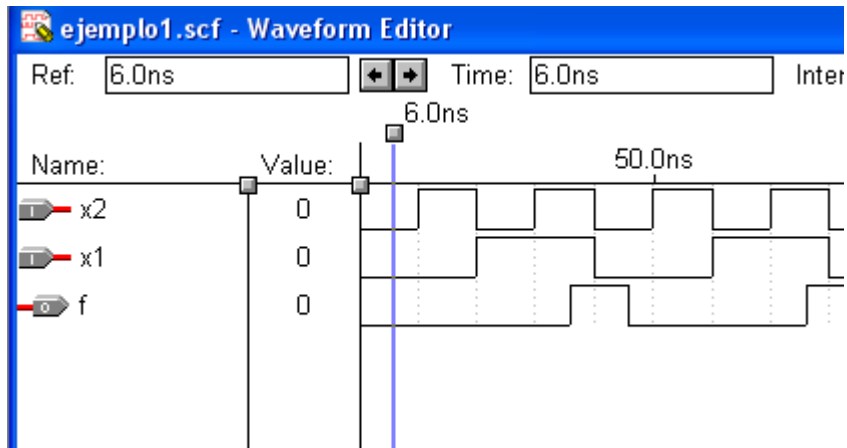 ejemplo1.scf - Waveform Editor
Ref: 6.0ns Time: 6.0ns Inter
6.0ns
Name: Value: 50.0ns
I x2 0
I x1 0
O f 0